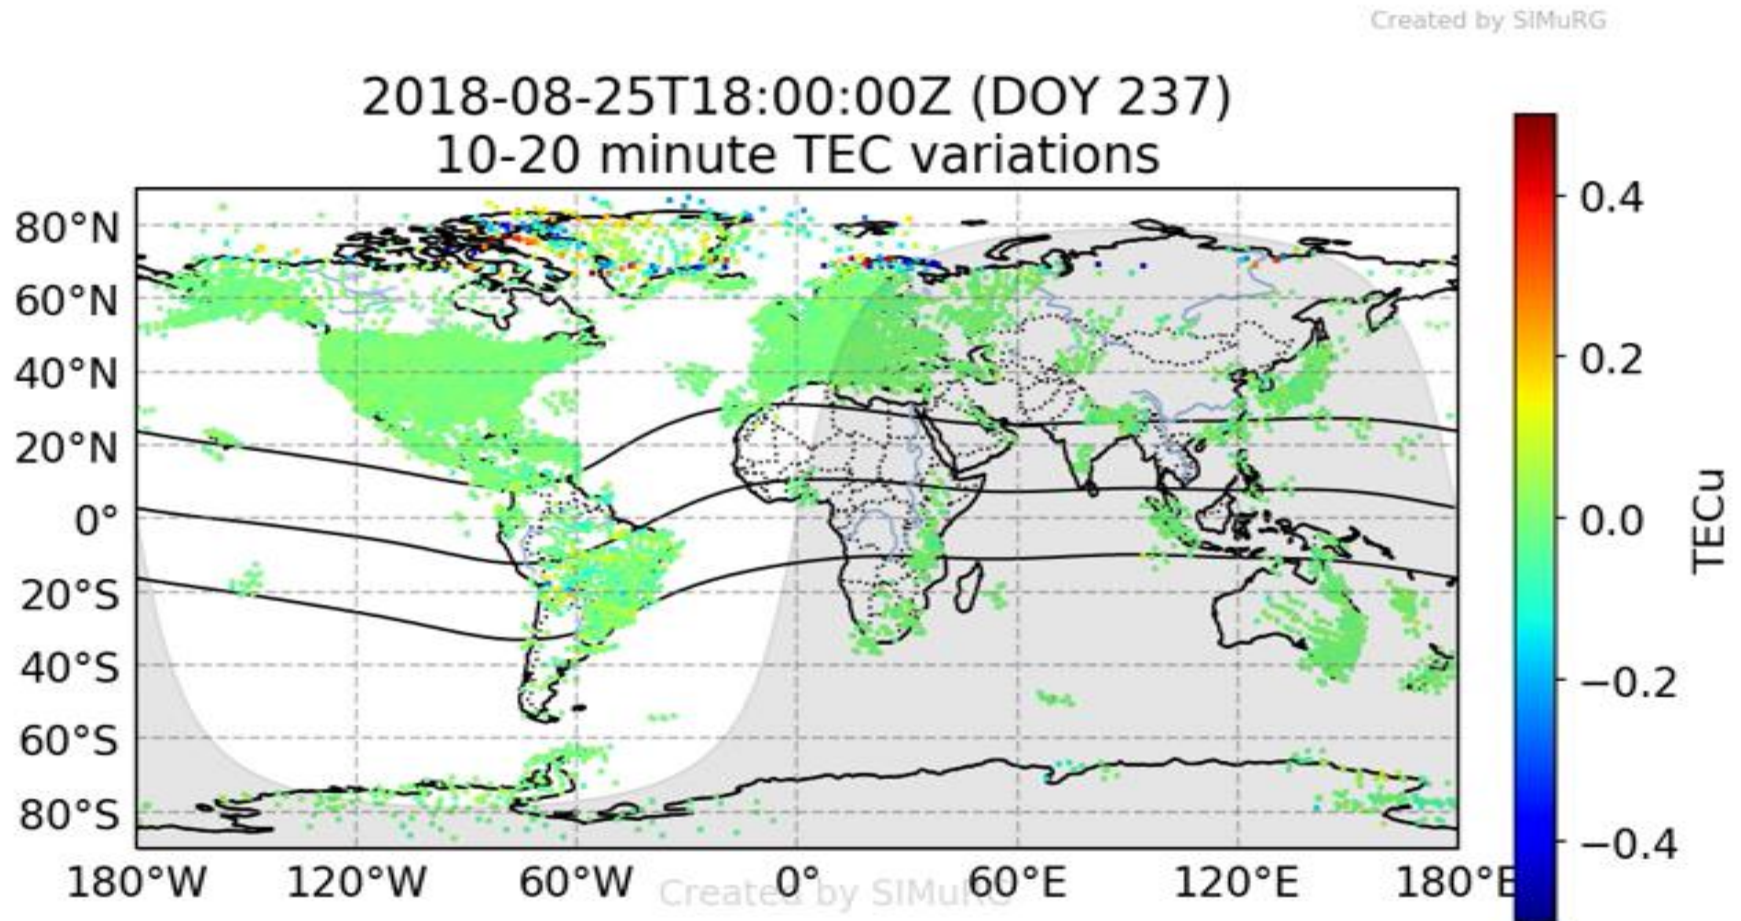 Created by SIMuRG
2018-08-25T18:00:00Z (DOY 237)
10-20 minute TEC variations
80°N
60°N
40°N
20°N
0°
20°S
40°S
60°S
80°S
180°W 120°W 60°W 0° 60°E 120°E 180°E
Created by SIMuRG
0.4
0.2
0.0
−0.2
−0.4
TECu